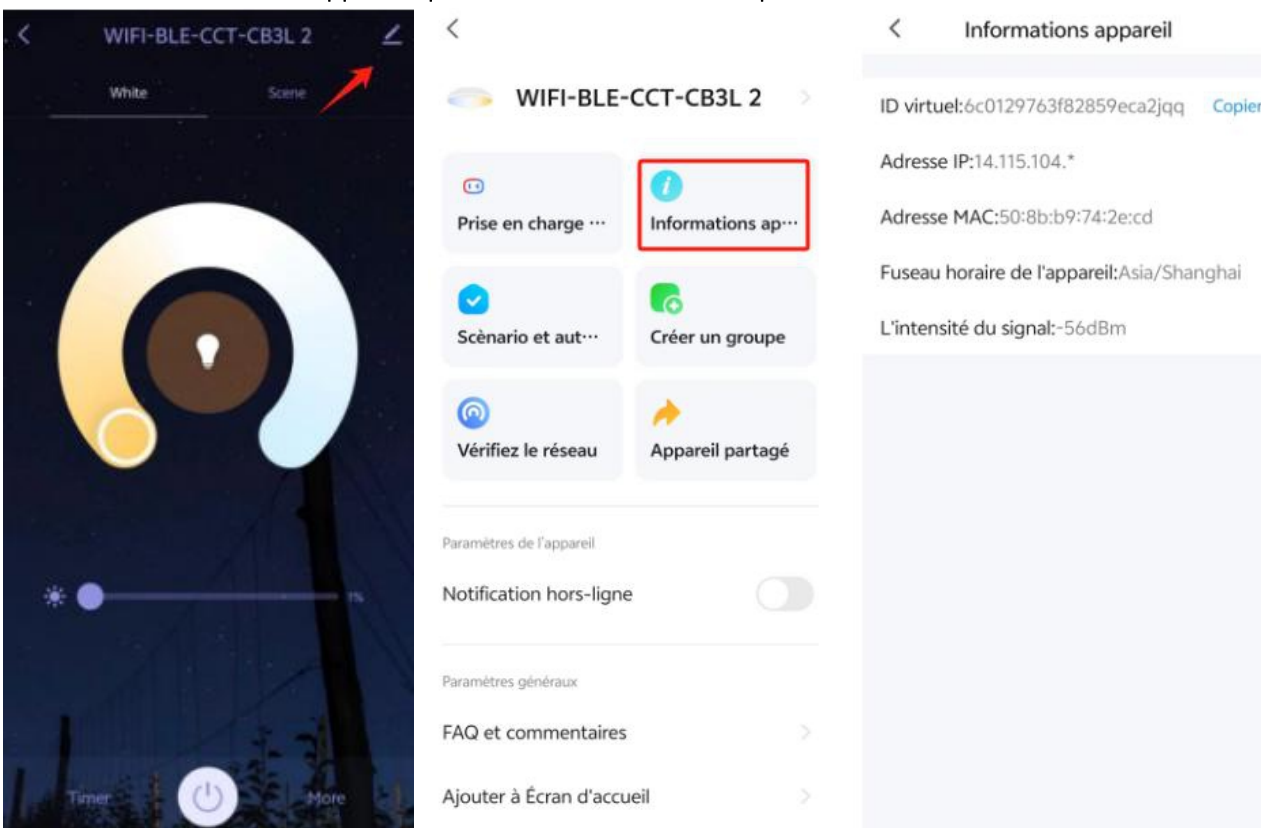 WIFI-BLE-CCT-CB3L 2
White
Scene
1%
Timer
More
WIFI-BLE-CCT-CB3L 2
Prise en charge ···
Informations ap···
Scènario et aut···
Créer un groupe
Vérifiez le réseau
Appareil partagé
Paramètres de l'appareil
Notification hors-ligne
Paramètres généraux
FAQ et commentaires
Ajouter à Écran d'accueil
Informations appareil
ID virtuel:6c0129763f82859eca2jqq Copier
Adresse IP:14.115.104.*
Adresse MAC:50:8b:b9:74:2e:cd
Fuseau horaire de l'appareil:Asia/Shanghai
L'intensité du signal:-56dBm